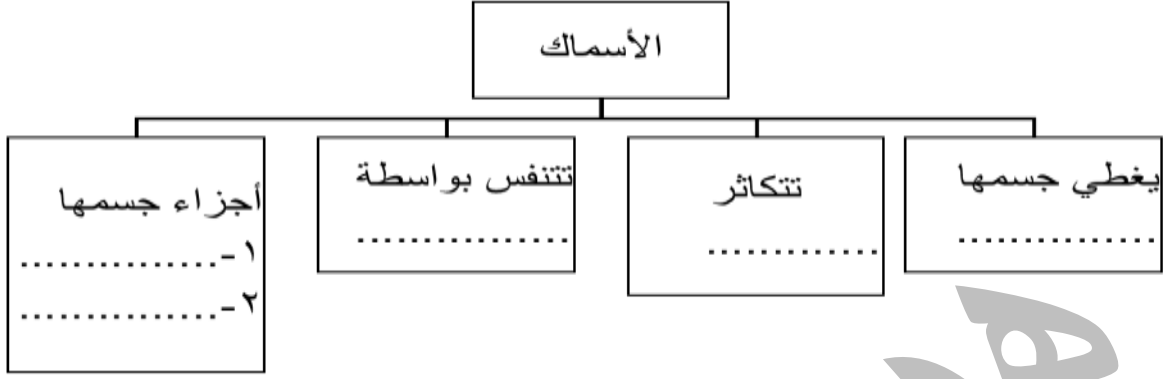 الأسماك
يغطي جسمها
...............
تتكاثر
.............
تتنفس بواسطة
................
أجزاء جسمها
١-...............
٢-...............